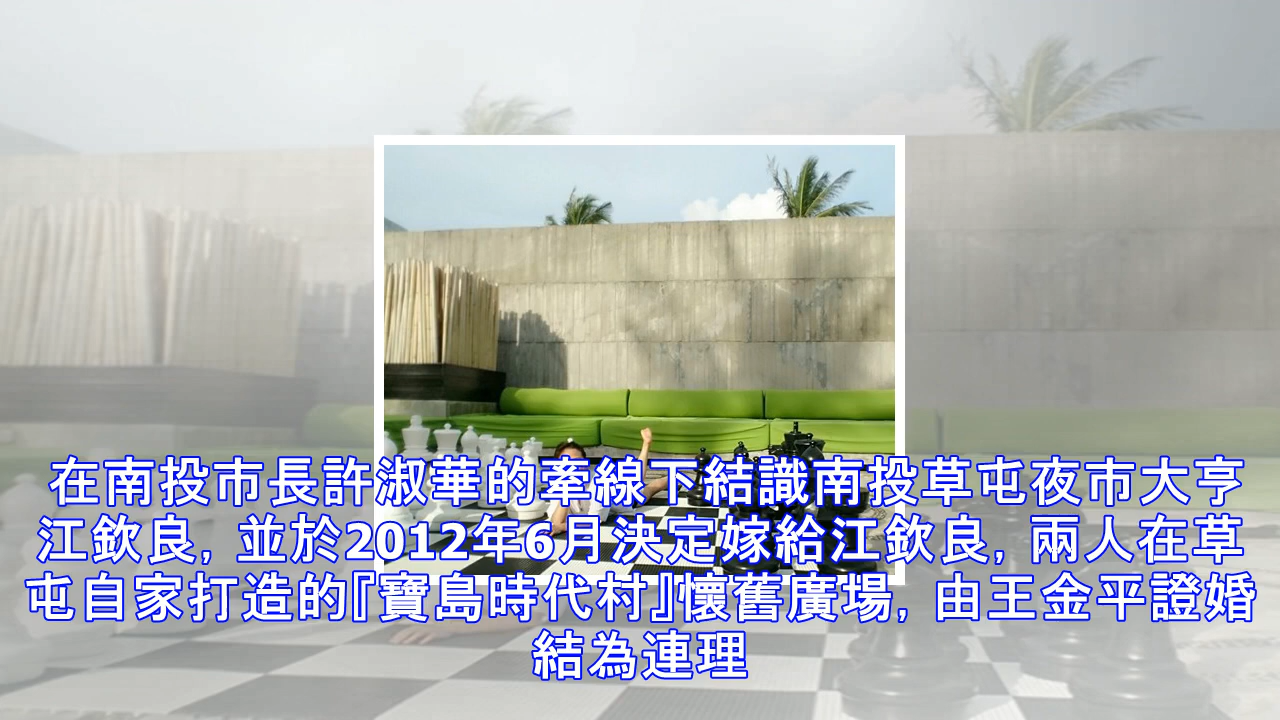 在南投市長許淑華的牽線下結識南投草屯夜市大亨
江欽良, 並於2012年6月決定嫁給江欽良, 兩人在草
屯自家打造的『寶島時代村』懷舊廣場, 由王金平證婚
結為連理